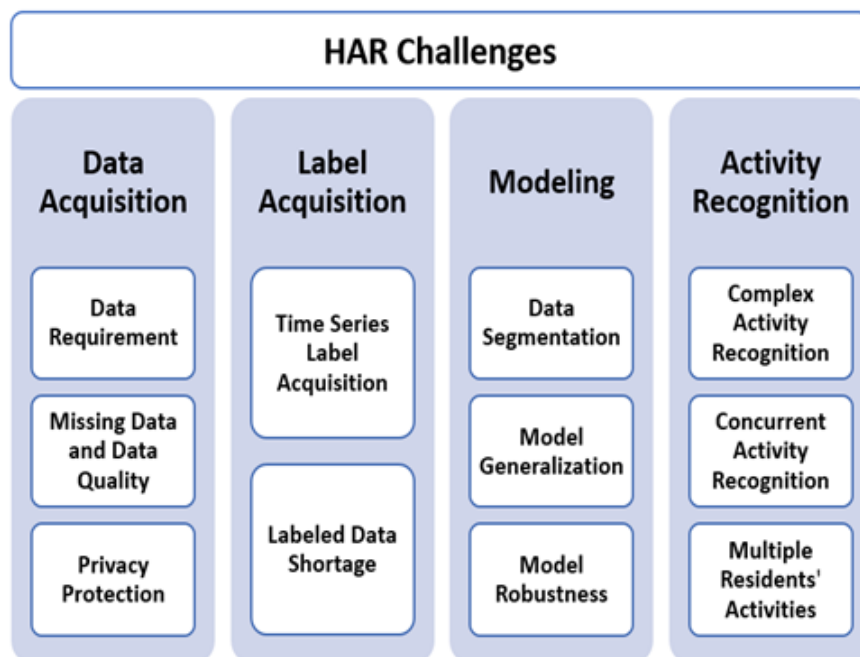 HAR Challenges
Data
Acquisition
Data
Requirement
Missing Data
and Data
Quality
Privacy
Protection
Label
Acquisition
Time Series
Label
Acquisition
Labeled Data
Shortage
Modeling
Data
Segmentation
Model
Generalization
Model
Robustness
Activity
Recognition
Complex
Activity
Recognition
Concurrent
Activity
Recognition
Multiple
Residents'
Activities